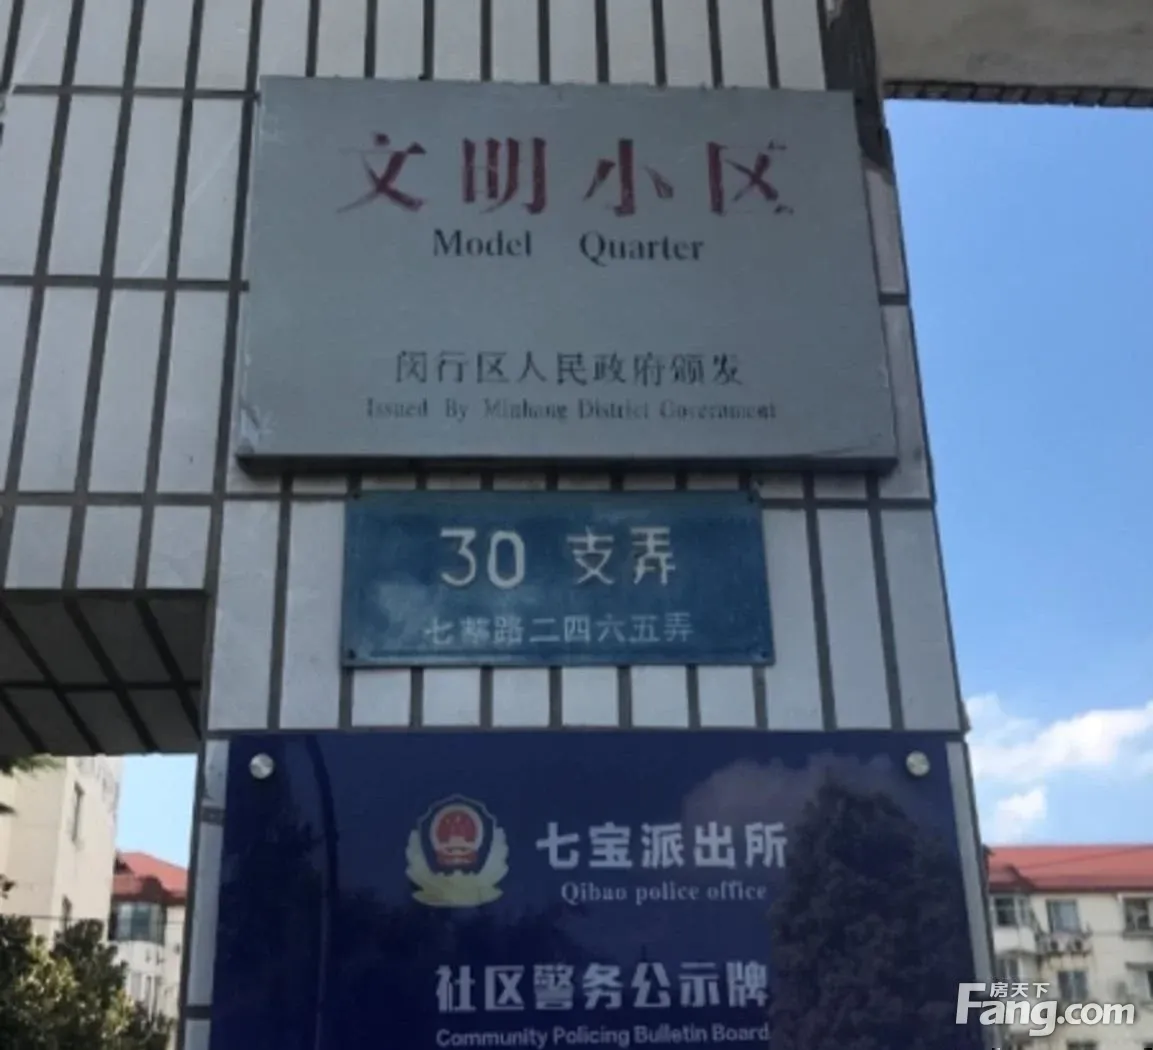 文明小区
Model Quarter
闵行区人民政府颁发
Issued By Minhang District Government
30 支弄
七莘路二四六五弄
七宝派出所
Qibao police office
社区警务公示牌
Community Policing Bulletin Board
房天下
Fang.com